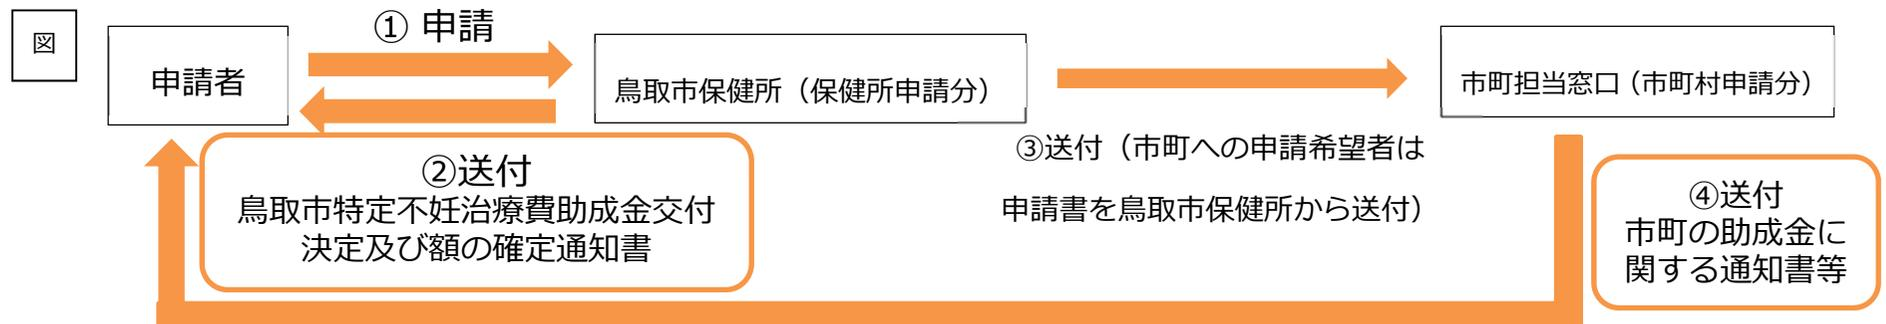 図
申請者
① 申請
鳥取市保健所（保健所申請分）
市町担当窓口（市町村申請分）
②送付
鳥取市特定不妊治療費助成金交付
決定及び額の確定通知書
③送付（市町への申請希望者は
申請書を鳥取市保健所から送付）
④送付
市町の助成金に
関する通知書等